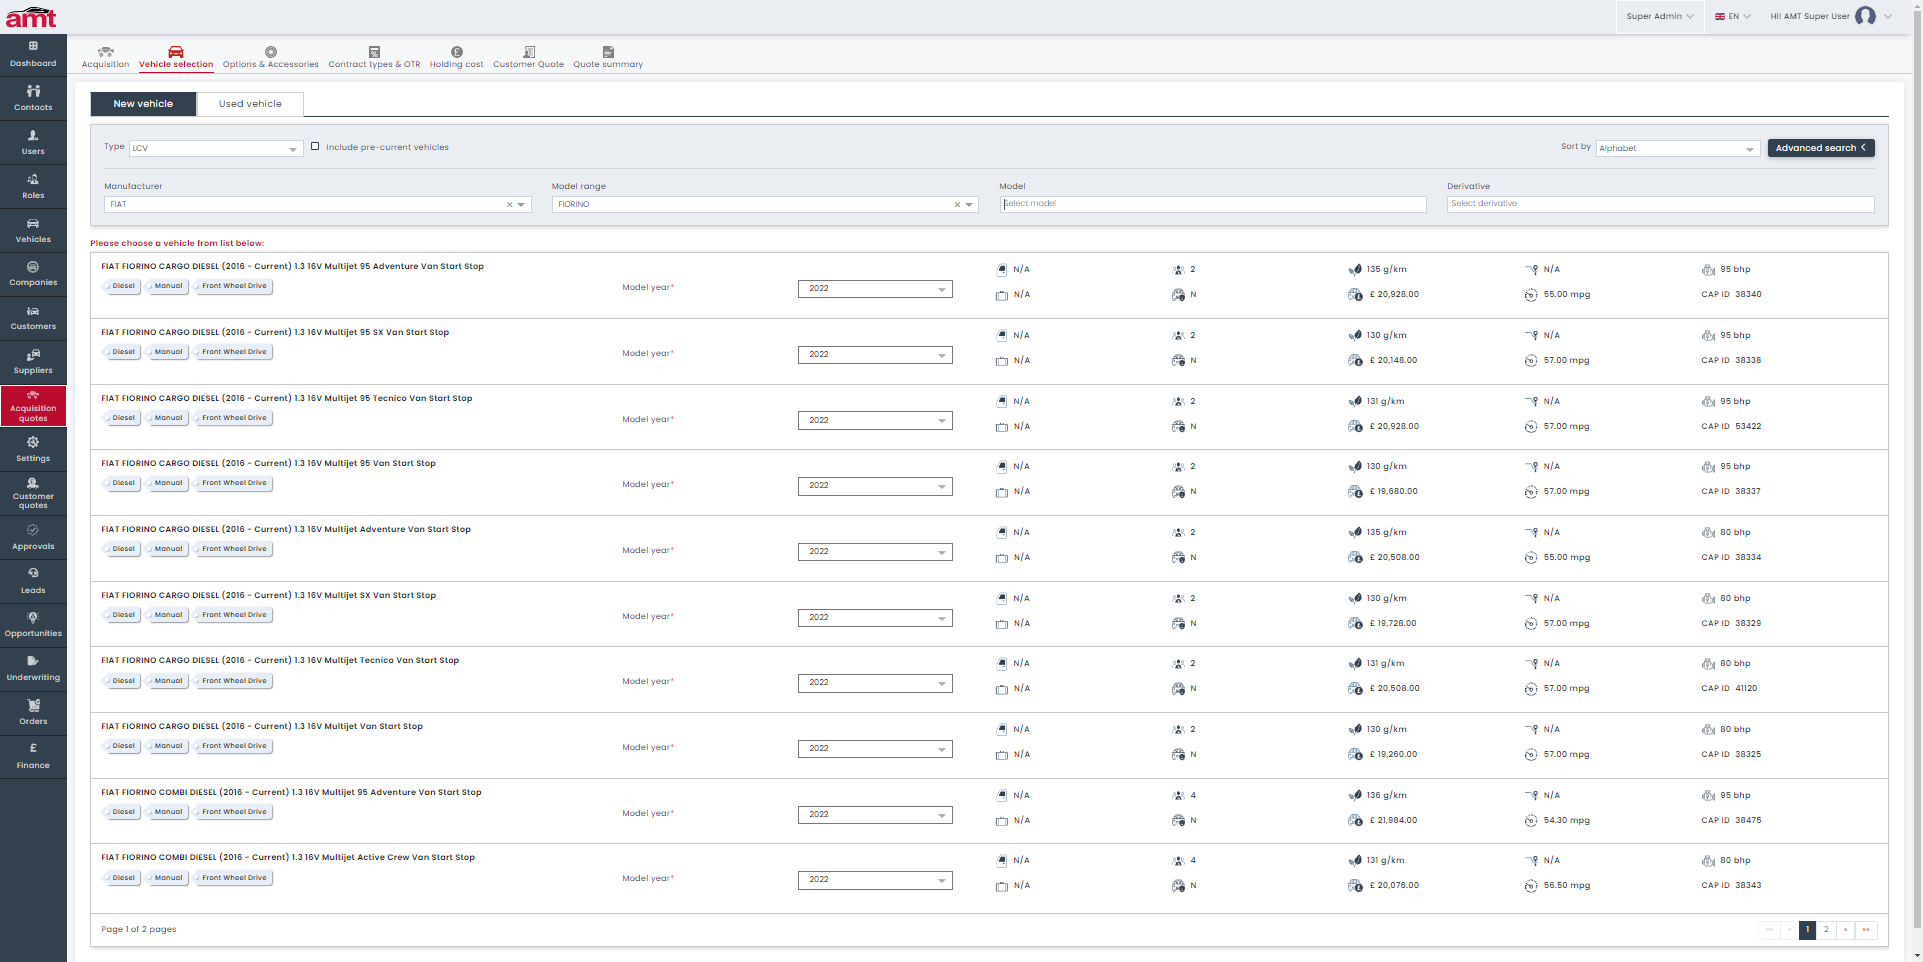 amt
Super Admin
EN
Hi! AMT Super User
Dashboard
Contacts
Users
Roles
Vehicles
Companies
Customers
Suppliers
Acquisition
quotes
Settings
Customer
quotes
Approvals
Leads
Opportunities
Underwriting
Orders
£
Finance
Acquisition
Vehicle selection
Options & Accessories
Contract types & OTR
Holding cost
Customer Quote
Quote summary
New vehicle
Used vehicle
Type LCV
Include pre-current vehicles
Sort by Alphabet
Advanced search <
Manufacturer
FIAT
Model range
FIORINO
Model
Select model
Derivative
Select derivative
Please choose a vehicle from list below:
FIAT FIORINO CARGO DIESEL (2016 - Current) 1.3 16V Multijet 95 Adventure Van Start Stop
Diesel Manual Front Wheel Drive
Model year* 2022
N/A 2 135 g/km N/A 95 bhp
N/A N £ 20,928.00 55.00 mpg CAP ID 38340
FIAT FIORINO CARGO DIESEL (2016 - Current) 1.3 16V Multijet 95 SX Van Start Stop
Diesel Manual Front Wheel Drive
Model year* 2022
N/A 2 130 g/km N/A 95 bhp
N/A N £ 20,148.00 57.00 mpg CAP ID 38338
FIAT FIORINO CARGO DIESEL (2016 - Current) 1.3 16V Multijet 95 Tecnico Van Start Stop
Diesel Manual Front Wheel Drive
Model year* 2022
N/A 2 131 g/km N/A 95 bhp
N/A N £ 20,928.00 57.00 mpg CAP ID 53422
FIAT FIORINO CARGO DIESEL (2016 - Current) 1.3 16V Multijet 95 Van Start Stop
Diesel Manual Front Wheel Drive
Model year* 2022
N/A 2 130 g/km N/A 95 bhp
N/A N £ 19,680.00 57.00 mpg CAP ID 38337
FIAT FIORINO CARGO DIESEL (2016 - Current) 1.3 16V Multijet Adventure Van Start Stop
Diesel Manual Front Wheel Drive
Model year* 2022
N/A 2 135 g/km N/A 80 bhp
N/A N £ 20,508.00 55.00 mpg CAP ID 38334
FIAT FIORINO CARGO DIESEL (2016 - Current) 1.3 16V Multijet SX Van Start Stop
Diesel Manual Front Wheel Drive
Model year* 2022
N/A 2 130 g/km N/A 80 bhp
N/A N £ 19,728.00 57.00 mpg CAP ID 38329
FIAT FIORINO CARGO DIESEL (2016 - Current) 1.3 16V Multijet Tecnico Van Start Stop
Diesel Manual Front Wheel Drive
Model year* 2022
N/A 2 131 g/km N/A 80 bhp
N/A N £ 20,508.00 57.00 mpg CAP ID 41120
FIAT FIORINO CARGO DIESEL (2016 - Current) 1.3 16V Multijet Van Start Stop
Diesel Manual Front Wheel Drive
Model year* 2022
N/A 2 130 g/km N/A 80 bhp
N/A N £ 19,260.00 57.00 mpg CAP ID 38325
FIAT FIORINO COMBI DIESEL (2016 - Current) 1.3 16V Multijet 95 Adventure Van Start Stop
Diesel Manual Front Wheel Drive
Model year* 2022
N/A 4 136 g/km N/A 95 bhp
N/A N £ 21,984.00 54.30 mpg CAP ID 38475
FIAT FIORINO COMBI DIESEL (2016 - Current) 1.3 16V Multijet Active Crew Van Start Stop
Diesel Manual Front Wheel Drive
Model year* 2022
N/A 4 131 g/km N/A 80 bhp
N/A N £ 20,076.00 56.50 mpg CAP ID 38343
Page 1 of 2 pages
«« « 1 2 » »»